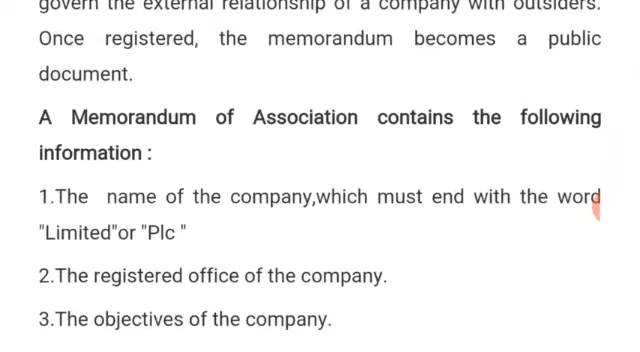 govern the external relationship of a company with outsiders.
Once registered, the memorandum becomes a public
document.
A Memorandum of Association contains the following
information :
1.The name of the company,which must end with the word
"Limited"or "Plc "
2.The registered office of the company.
3.The objectives of the company.